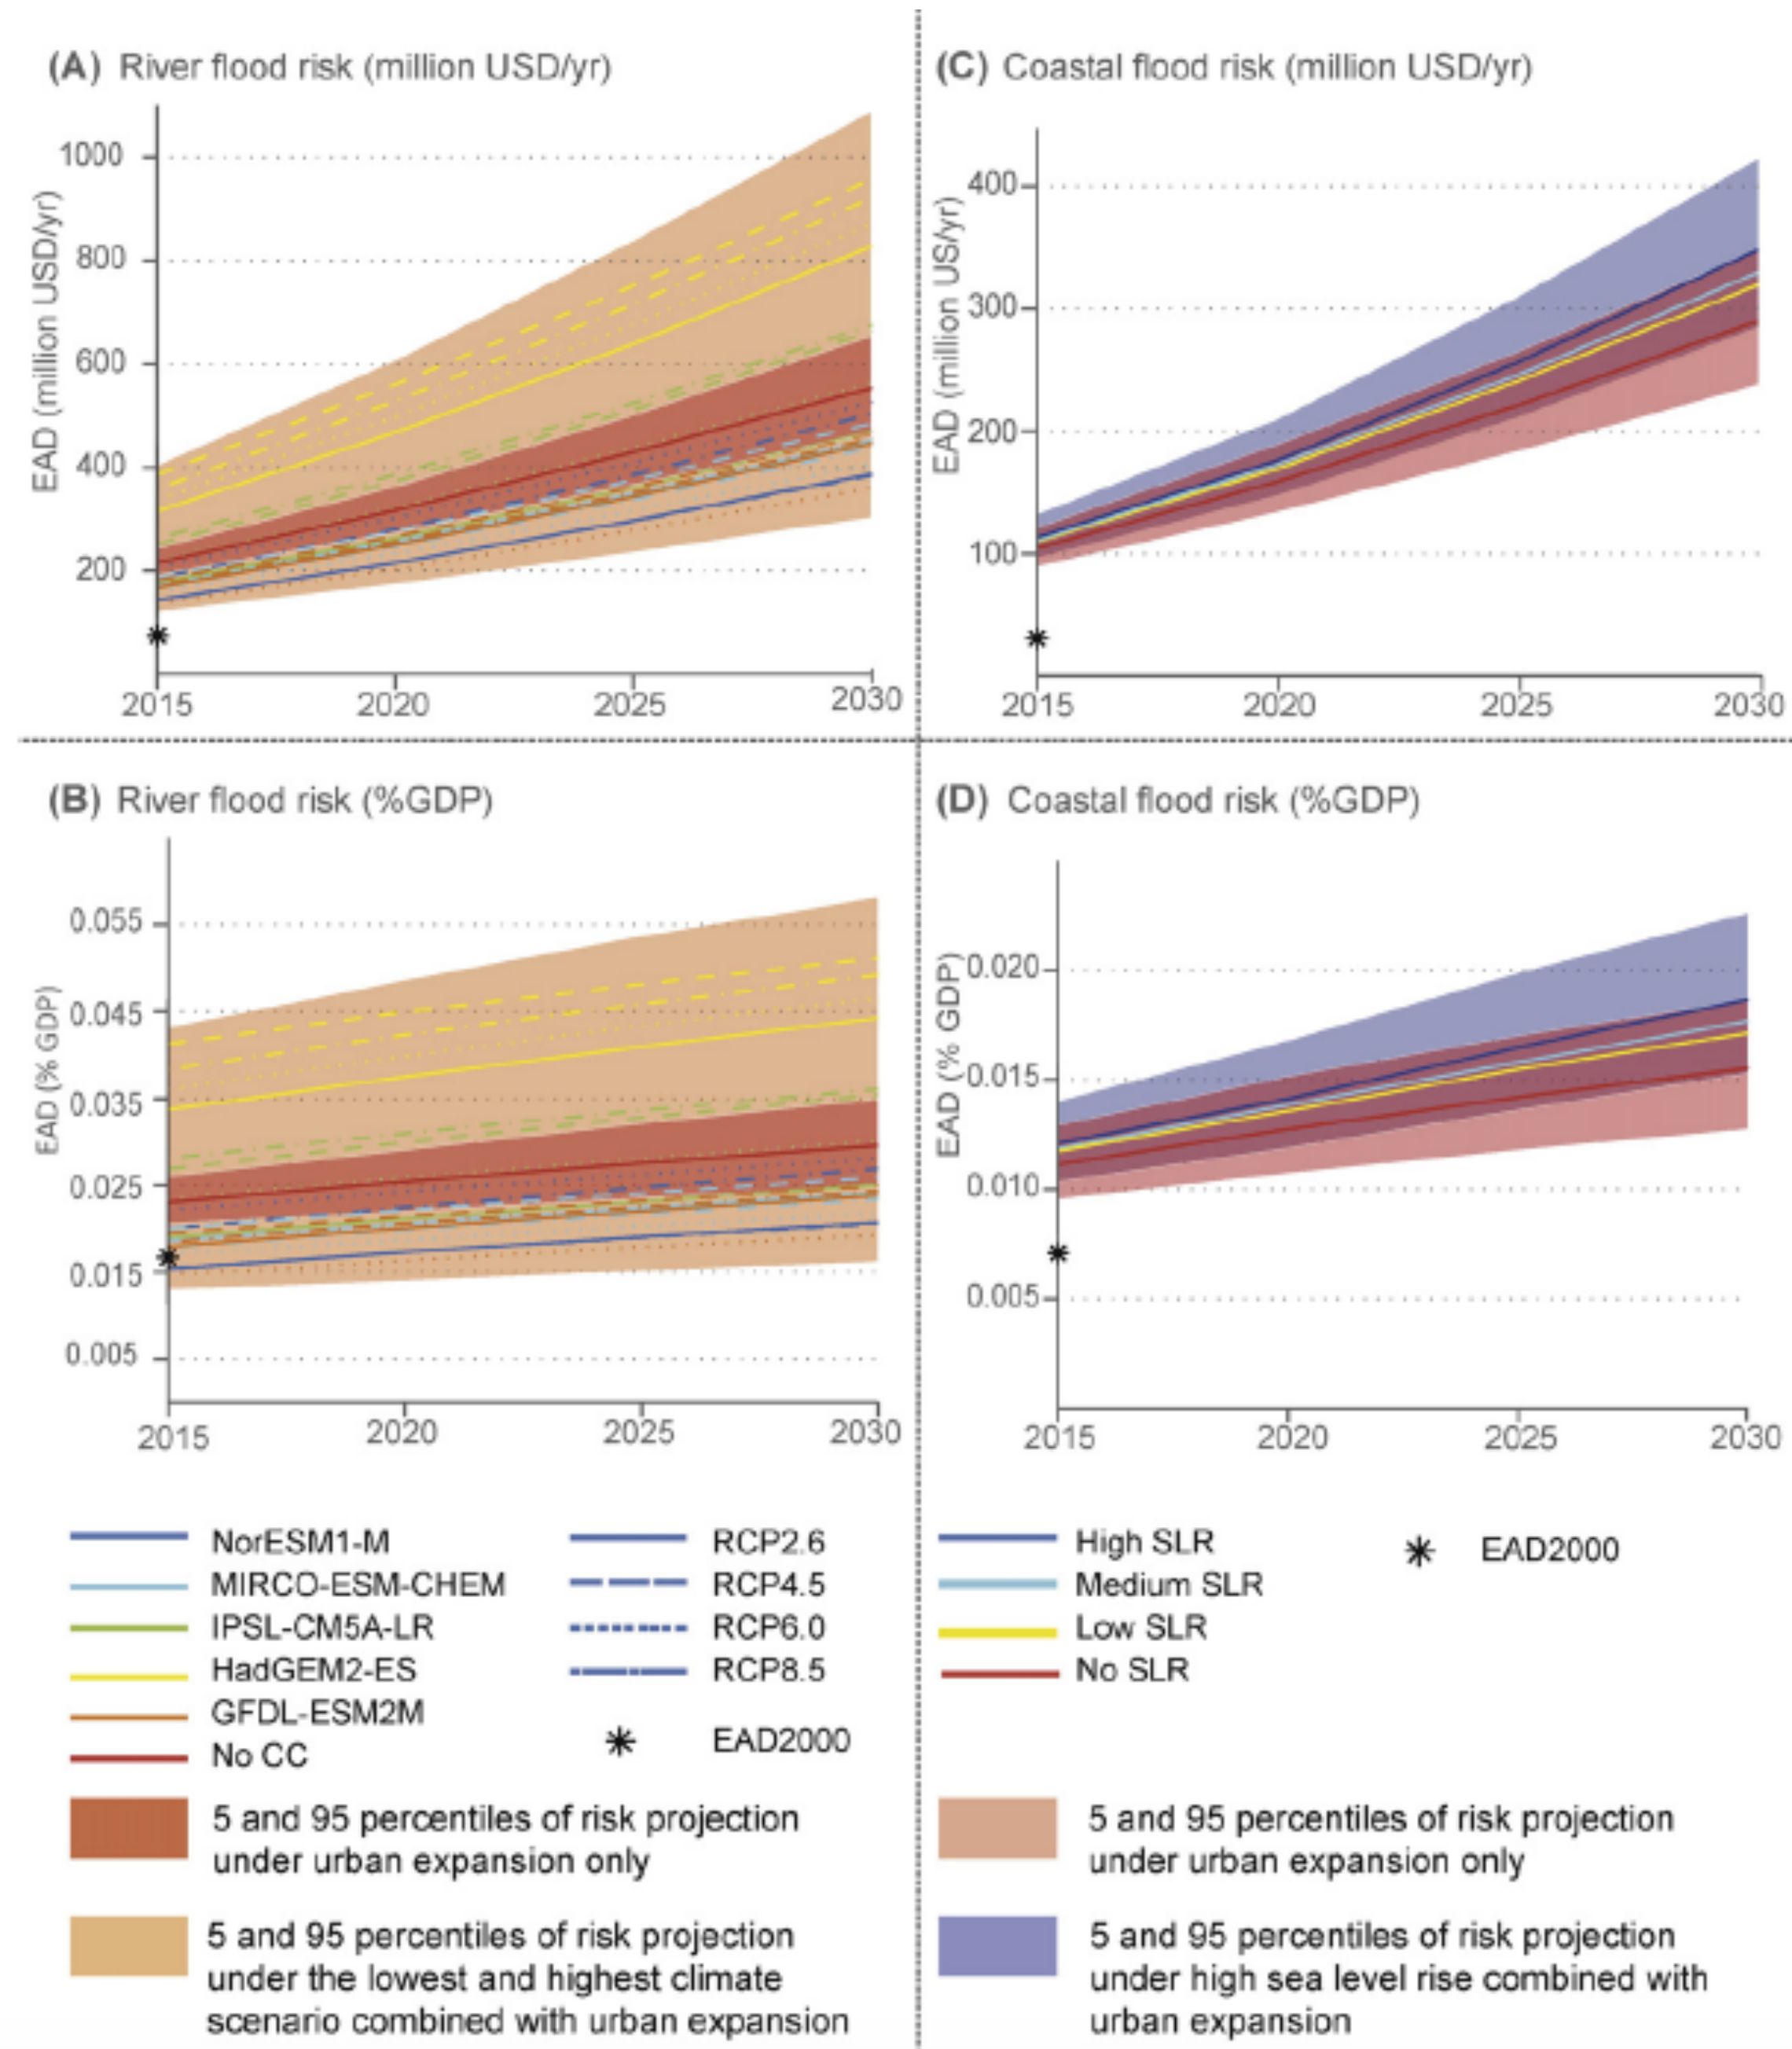 (A) River flood risk (million USD/yr)
EAD (million USD/yr)
1000
800
600
400
200
2015 2020 2025 2030
(C) Coastal flood risk (million USD/yr)
EAD (million US/yr)
400
300
200
100
2015 2020 2025 2030
(B) River flood risk (%GDP)
EAD (% GDP)
0.055
0.045
0.035
0.025
0.015
0.005
2015 2020 2025 2030
(D) Coastal flood risk (%GDP)
EAD (% GDP)
0.020
0.015
0.010
0.005
2015 2020 2025 2030
NorESM1-M
MIRCO-ESM-CHEM
IPSL-CM5A-LR
HadGEM2-ES
GFDL-ESM2M
No CC
RCP2.6
RCP4.5
RCP6.0
RCP8.5
EAD2000
5 and 95 percentiles of risk projection
under urban expansion only
5 and 95 percentiles of risk projection
under the lowest and highest climate
scenario combined with urban expansion
High SLR
Medium SLR
Low SLR
No SLR
EAD2000
5 and 95 percentiles of risk projection
under urban expansion only
5 and 95 percentiles of risk projection
under high sea level rise combined with
urban expansion